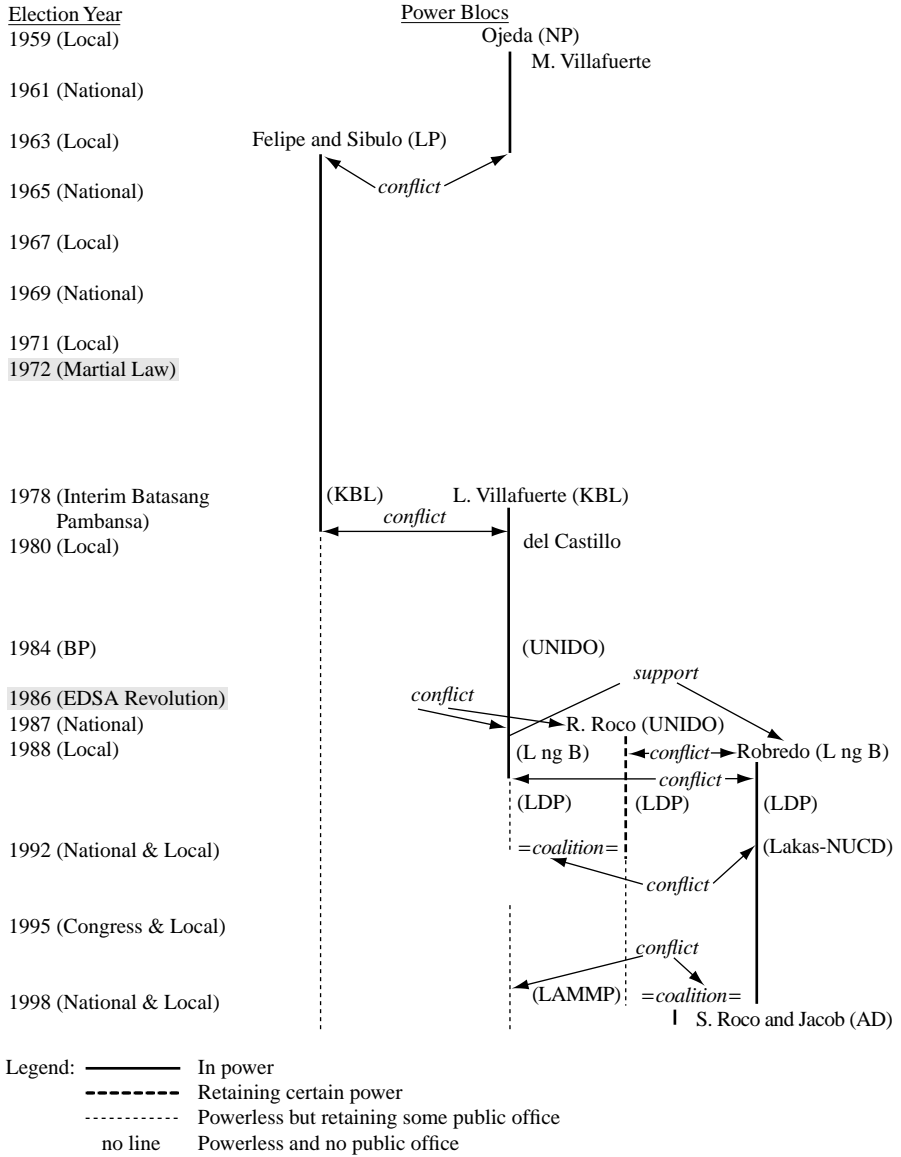 Election Year Power Blocs
1959 (Local) Ojeda (NP)
M. Villafuerte
1961 (National)
1963 (Local) Felipe and Sibulo (LP)
conflict
1965 (National)
1967 (Local)
1969 (National)
1971 (Local)
1972 (Martial Law)
1978 (Interim Batasang (KBL) L. Villafuerte (KBL)
Pambansa) conflict
1980 (Local) del Castillo
1984 (BP) (UNIDO)
support
1986 (EDSA Revolution) conflict
1987 (National) R. Roco (UNIDO)
1988 (Local) (L ng B) conflict Robredo (L ng B)
conflict
(LDP) (LDP) (LDP)
1992 (National & Local) =coalition= (Lakas-NUCD)
conflict
1995 (Congress & Local)
conflict
1998 (National & Local) (LAMMP) =coalition=
S. Roco and Jacob (AD)
Legend: In power
Retaining certain power
Powerless but retaining some public office
no line Powerless and no public office